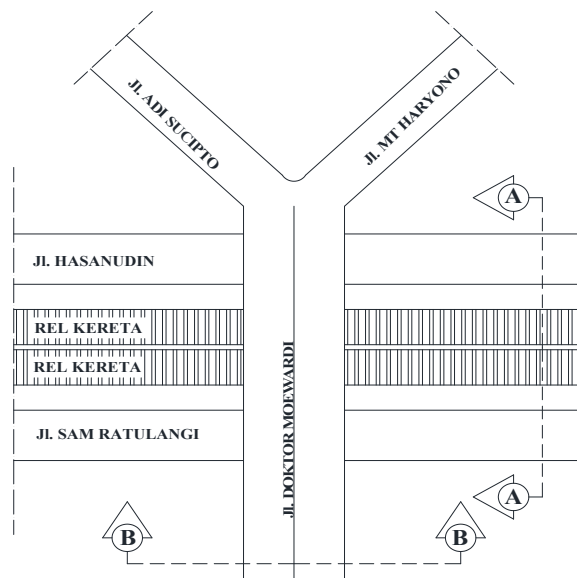 Jl. ADI SUCIPTO
Jl. MT HARYONO
A
Jl. HASANUDIN
REL KERETA
REL KERETA
Jl. DOKTOR MOEWARDI
Jl. SAM RATULANGI
A
B
B